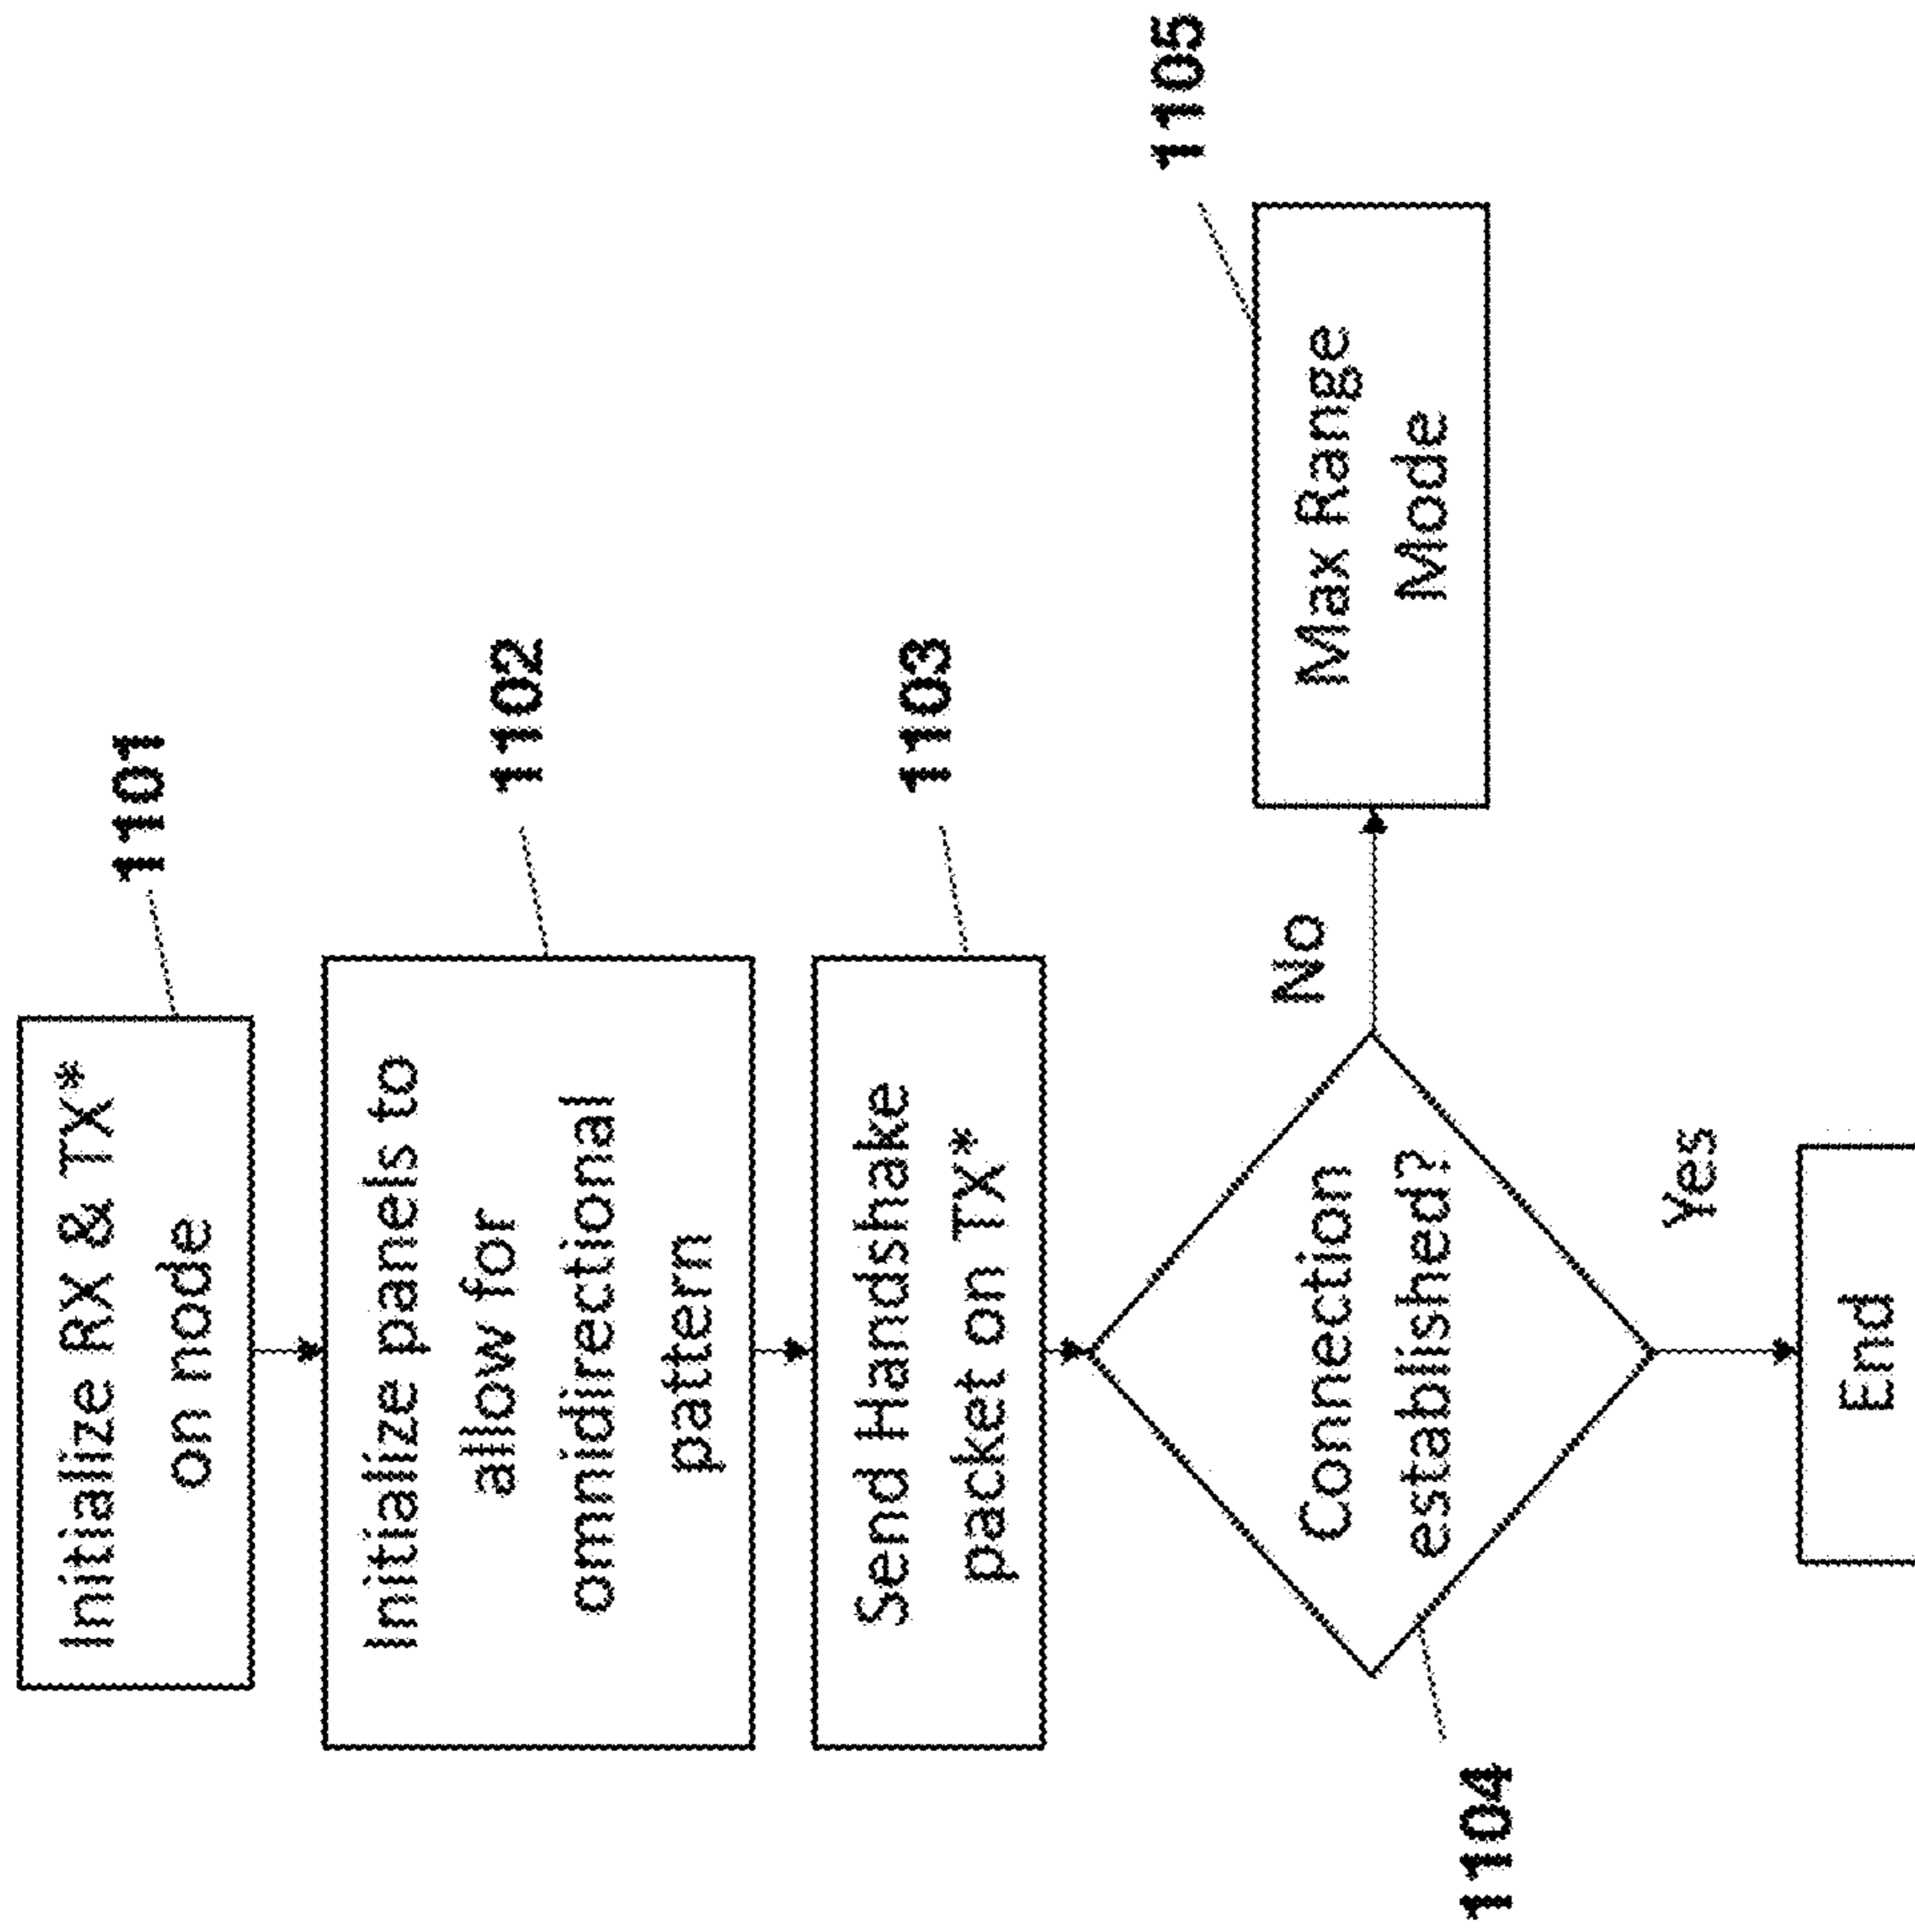 Initialize RX & TX*
on node
1101
Initialize panels to
allow for
omnidirectional
pattern
1102
Send Handshake
packet on TX*
1103
Connection
established?
1104
No
Max Range
Mode
1105
Yes
End